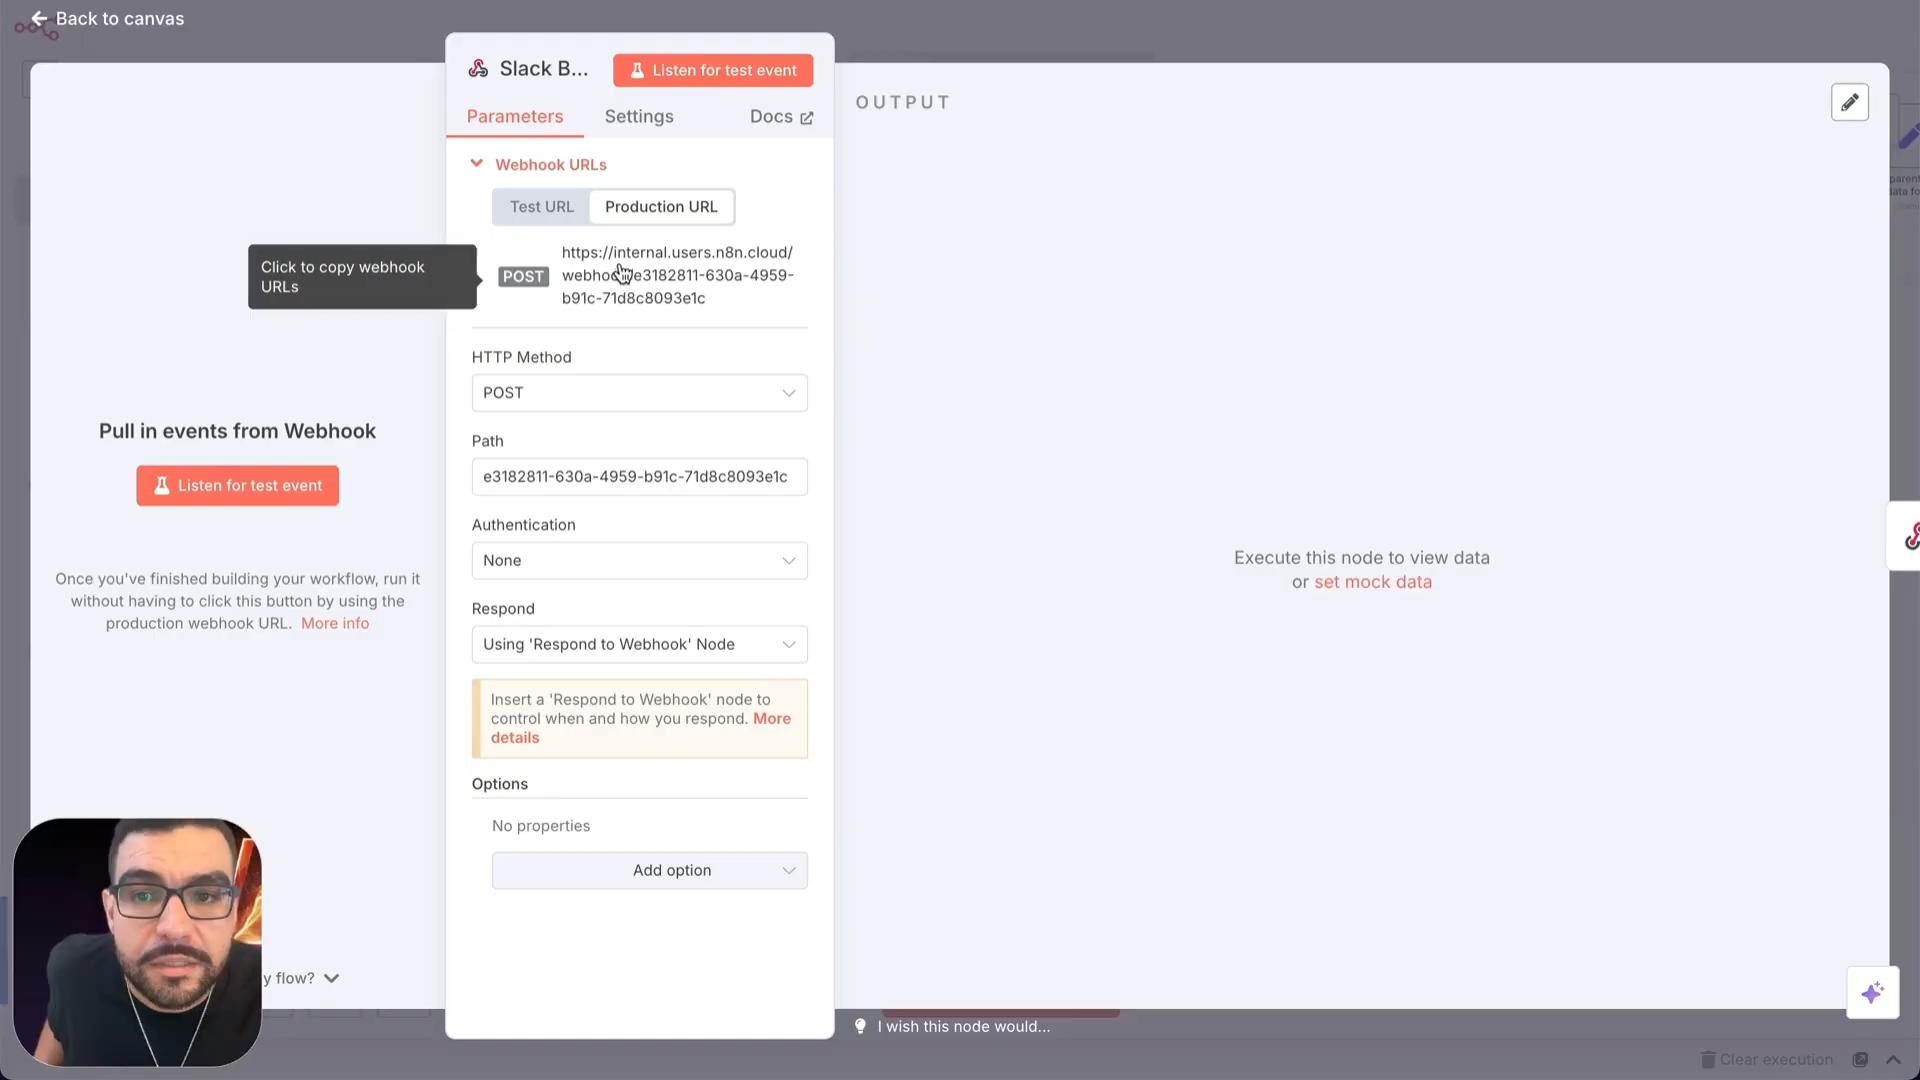 Back to canvas
Slack B...
Listen for test event
Parameters
Settings
Docs
OUTPUT
Webhook URLs
Test URL
Production URL
Click to copy webhook
URLs
POST
https://internal.users.n8n.cloud/
e3182811-630a-4959-
b91c-71d8c8093e1c
HTTP Method
POST
Path
e3182811-630a-4959-b91c-71d8c8093e1c
Authentication
None
Respond
Using 'Respond to Webhook' Node
Insert a 'Respond to Webhook' node to
control when and how you respond. More
details
Options
No properties
Add option
Pull in events from Webhook
Listen for test event
Once you've finished building your workflow, run it
without having to click this button by using the
production webhook URL. More info
y flow?
Execute this node to view data
or set mock data
I wish this node would...
Clear execution